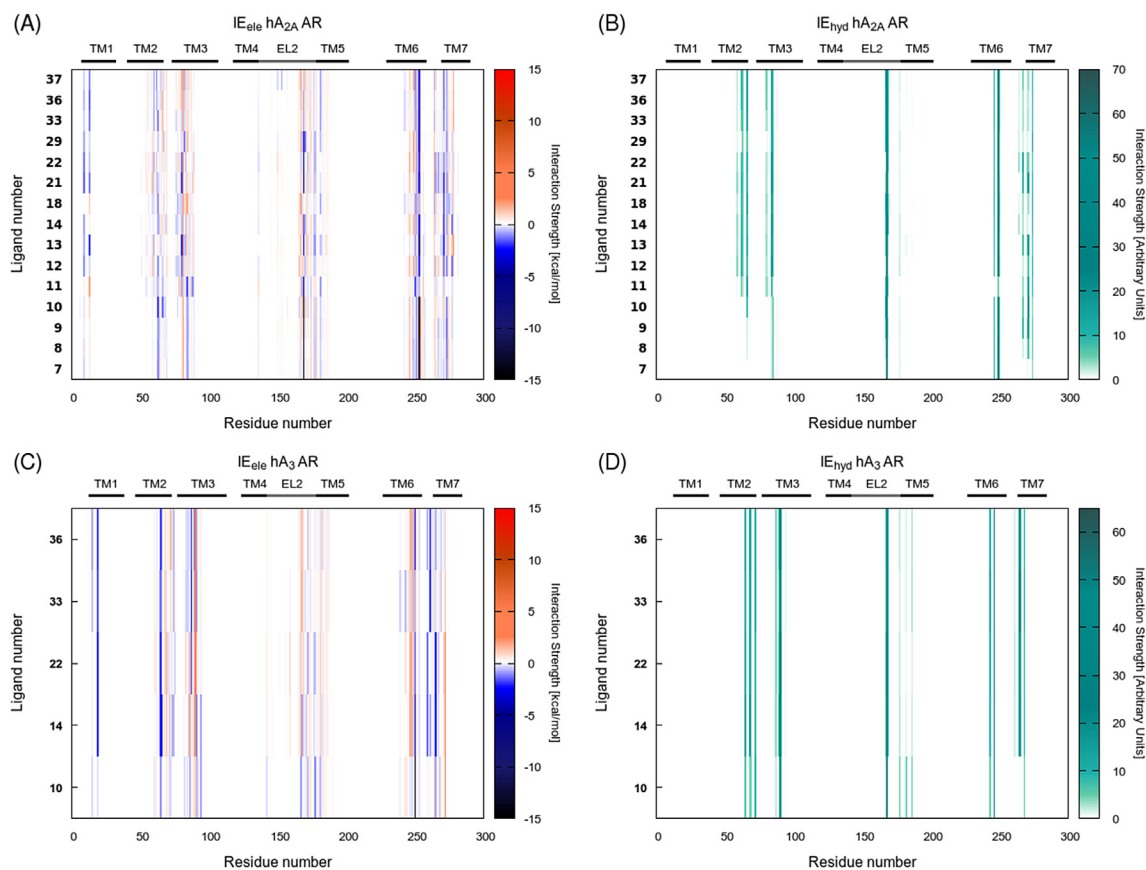 (A)
IEele hA2A AR
TM1 TM2 TM3 TM4 EL2 TM5 TM6 TM7
37
36
33
29
22
21
18
14
13
12
11
10
9
8
7
Ligand number
0 50 100 150 200 250 300
Residue number
15
10
5
0
-5
-10
-15
Interaction Strength [kcal/mol]
(B)
IEhyd hA2A AR
TM1 TM2 TM3 TM4 EL2 TM5 TM6 TM7
37
36
33
29
22
21
18
14
13
12
11
10
9
8
7
Ligand number
0 50 100 150 200 250 300
Residue number
70
60
50
40
30
20
10
0
Interaction Strength [Arbitrary Units]
(C)
IEele hA3 AR
TM1 TM2 TM3 TM4 EL2 TM5 TM6 TM7
36
33
22
14
10
Ligand number
0 50 100 150 200 250 300
Residue number
15
10
5
0
-5
-10
-15
Interaction Strength [kcal/mol]
(D)
IEhyd hA3 AR
TM1 TM2 TM3 TM4 EL2 TM5 TM6 TM7
36
33
22
14
10
Ligand number
0 50 100 150 200 250 300
Residue number
60
50
40
30
20
10
0
Interaction Strength [Arbitrary Units]